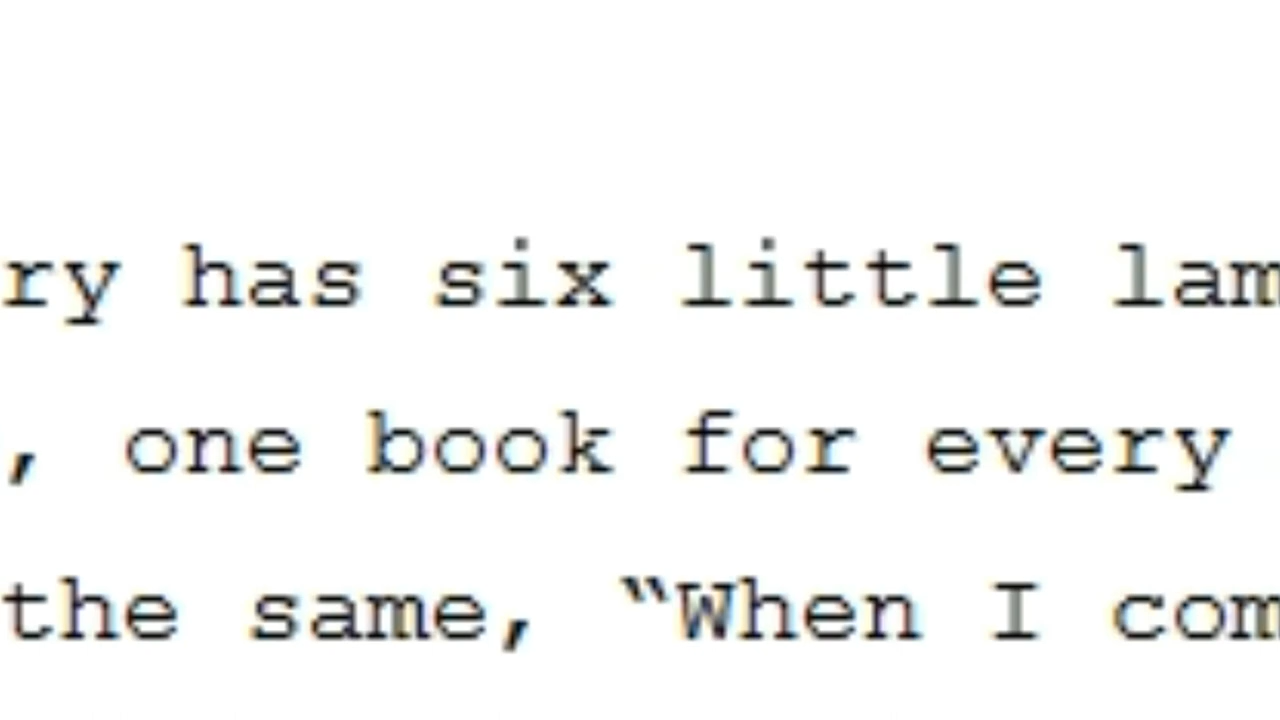 ry has six little lam
, one book for every
the same, “When I com